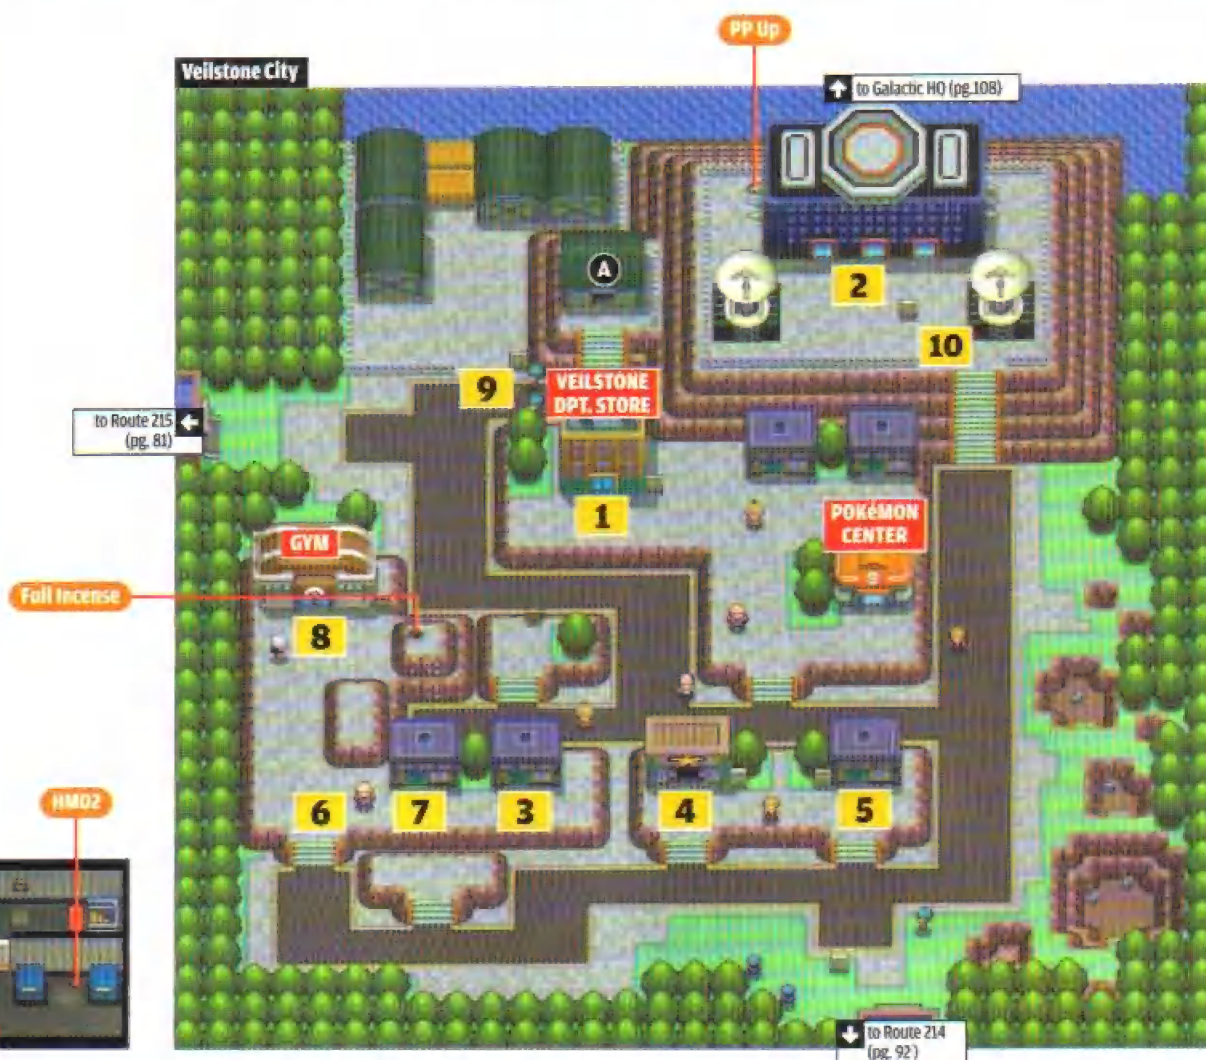 PP Up
Veilstone City
to Galactic HQ (pg.108)
A
2
10
9
VEILSTONE
DPT. STORE
to Route 215
(pg. 81)
1
POKéMON
CENTER
GYM
Full Incense
8
HM02
6
7
3
4
5
to Route 214
(pg. 92)